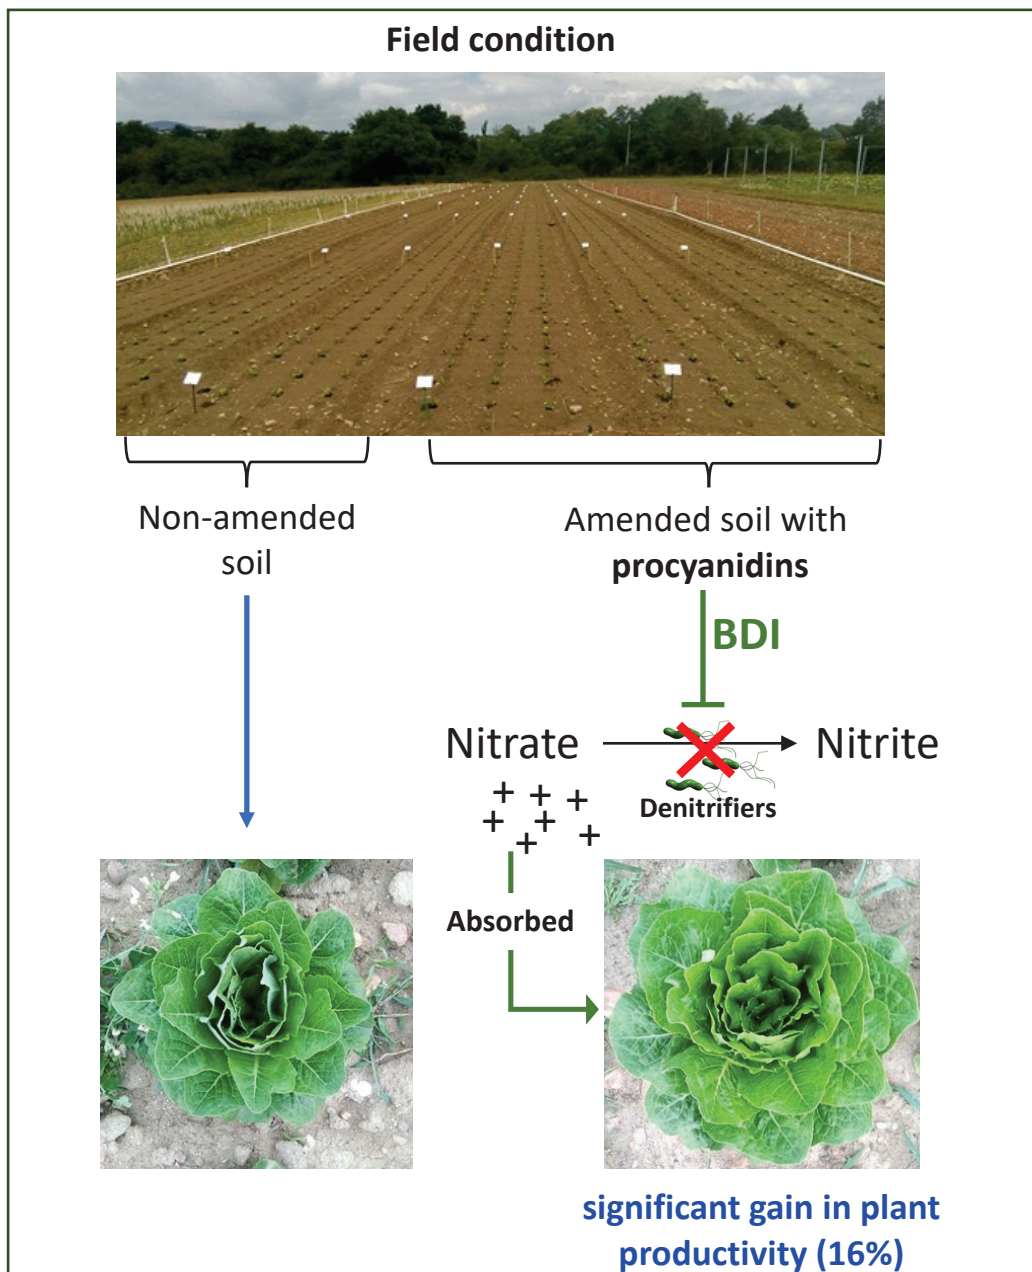 Field condition
Non-amended
soil
Amended soil with
procyanidins
BDI
Nitrate
Nitrite
Denitrifiers
+ + +
+ + +
+
Absorbed
significant gain in plant
productivity (16%)